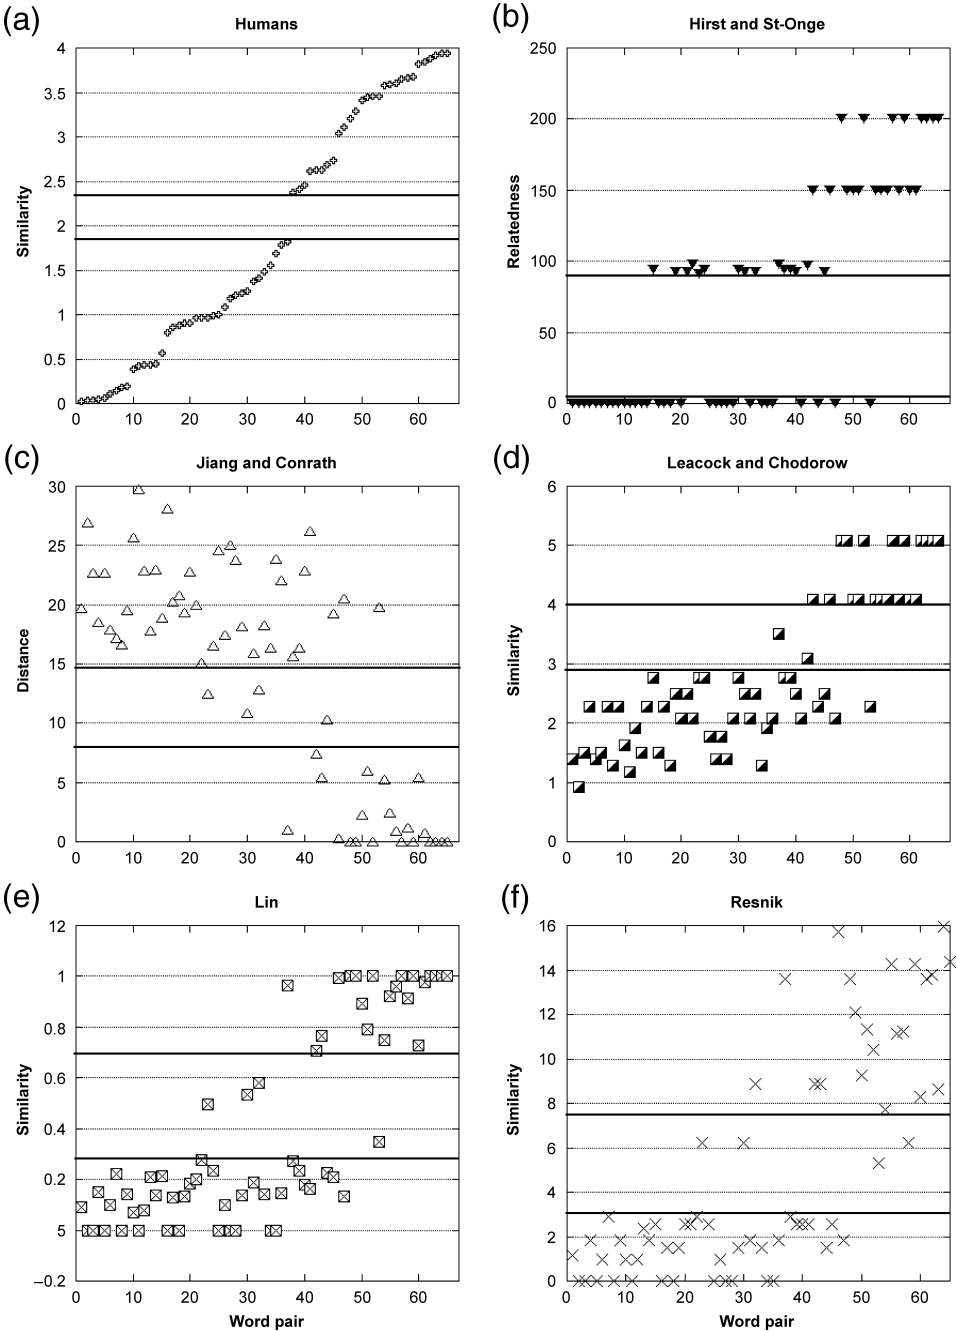 (a) Humans
4
3.5
3
2.5
2
1.5
1
0.5
0
Similarity
0 10 20 30 40 50 60
(b) Hirst and St-Onge
250
200
150
100
50
0
Relatedness
0 10 20 30 40 50 60
(c) Jiang and Conrath
30
25
20
15
10
5
0
Distance
0 10 20 30 40 50 60
(d) Leacock and Chodorow
6
5
4
3
2
1
0
Similarity
0 10 20 30 40 50 60
(e) Lin
12
1
0.8
0.6
0.4
0.2
5
–0.2
Similarity
0 10 20 30 40 50 60
Word pair
(f) Resnik
16
14
12
10
8
6
4
2
0
Similarity
0 10 20 30 40 50 60
Word pair